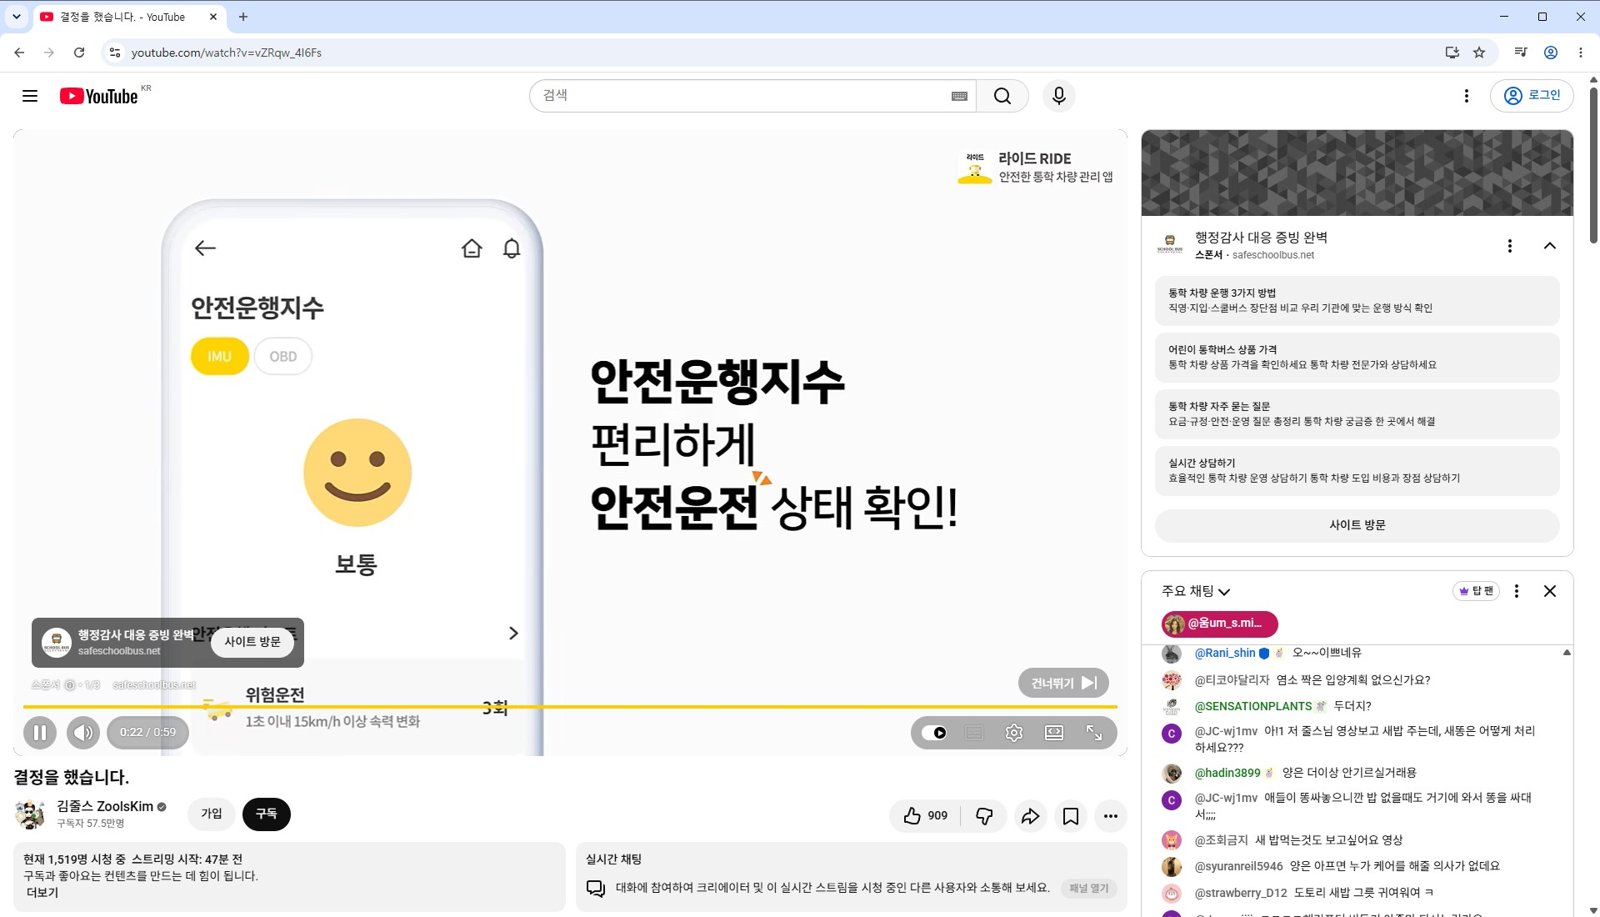 결정을 했습니다. - YouTube
youtube.com/watch?v=vZRqw_4I6Fs
YouTube KR
검색
로그인
라이드
라이드 RIDE
안전한 통학 차량 관리 앱
안전운행지수
IMU
OBD
보통
안전운행지수
편리하게
안전운전 상태 확인!
행정감사 대응 증빙 완벽
safeschoolbus.net
사이트 방문
스폰서 · 1/3 safeschoolbus.net
위험운전
1초 이내 15km/h 이상 속력 변화
3회
건너뛰기
0:22 / 0:59
결정을 했습니다.
김줄스 ZoolsKim
구독자 57.5만명
가입
구독
909
현재 1,519명 시청 중 스트리밍 시작: 47분 전
구독과 좋아요는 컨텐츠를 만드는 데 힘이 됩니다.
더보기
실시간 채팅
대화에 참여하여 크리에이터 및 이 실시간 스트림을 시청 중인 다른 사용자와 소통해 보세요.
패널 열기
SCHOOL BUS
행정감사 대응 증빙 완벽
스폰서 · safeschoolbus.net
통학 차량 운행 3가지 방법
직영·지입·스쿨버스 장단점 비교 우리 기관에 맞는 운행 방식 확인
어린이 통학버스 상품 가격
통학 차량 상품 가격을 확인하세요 통학 차량 전문가와 상담하세요
통학 차량 자주 묻는 질문
요금·규정·안전·운영 질문 총정리 통학 차량 궁금증 한 곳에서 해결
실시간 상담하기
효율적인 통학 차량 운영 상담하기 통학 차량 도입 비용과 장점 상담하기
사이트 방문
주요 채팅
탑 팬
@움um_s.mi...
@Rani_shin 오~~이쁘네유
@티코야달리자 염소 짝은 입양계획 없으신가요?
@SENSATIONPLANTS 두더지?
C @JC-wj1mv 아!1 저 줄스님 영상보고 새밥 주는데, 새똥은 어떻게 처리
하세요???
@hadin3899 양은 더이상 안기르실거래용
C @JC-wj1mv 애들이 똥싸놓으니깐 밥 없을때도 거기에 와서 똥을 싸대
서;;;;
@조회금지 새 밥먹는것도 보고싶어요 영상
@syuranreil5946 양은 아프면 누가 케어를 해줄 의사가 없데요
@strawberry_D12 도토리 새밥 그릇 귀여워여 ㅋ